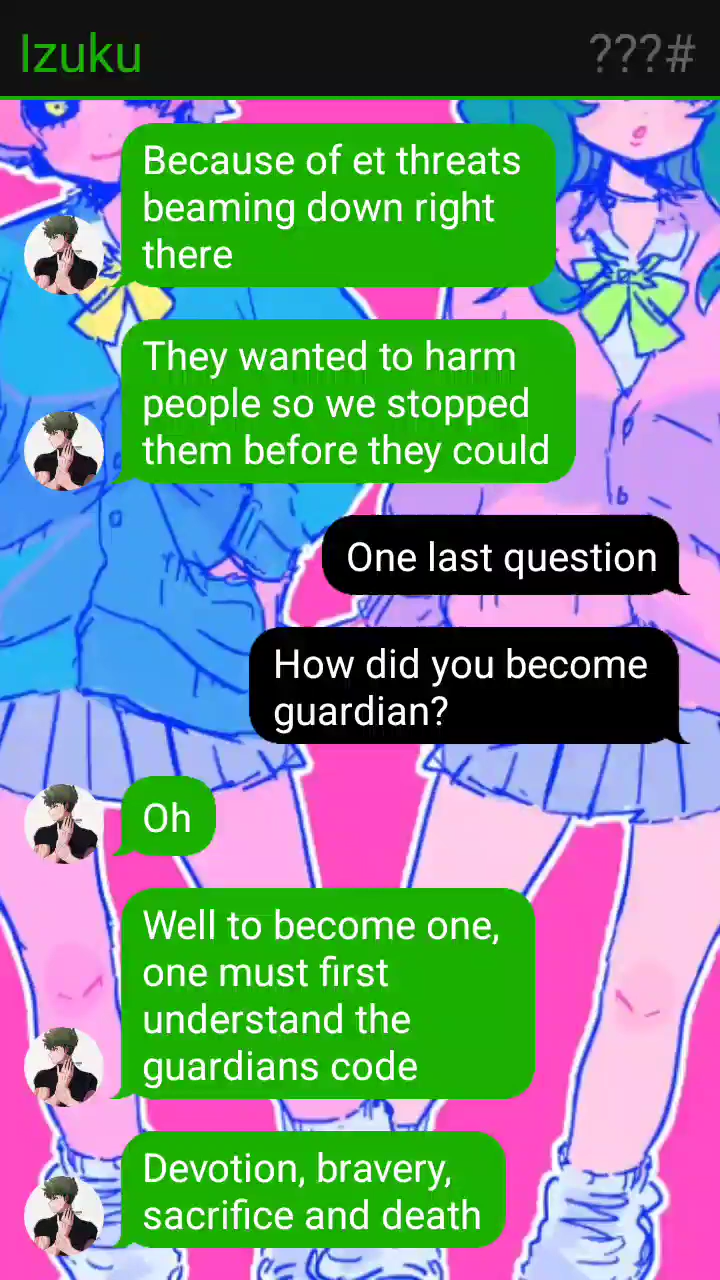 Izuku
???#
Because of et threats
beaming down right
there
They wanted to harm
people so we stopped
them before they could
One last question
How did you become
guardian?
Oh
Well to become one,
one must first
understand the
guardians code
Devotion, bravery,
sacrifice and death